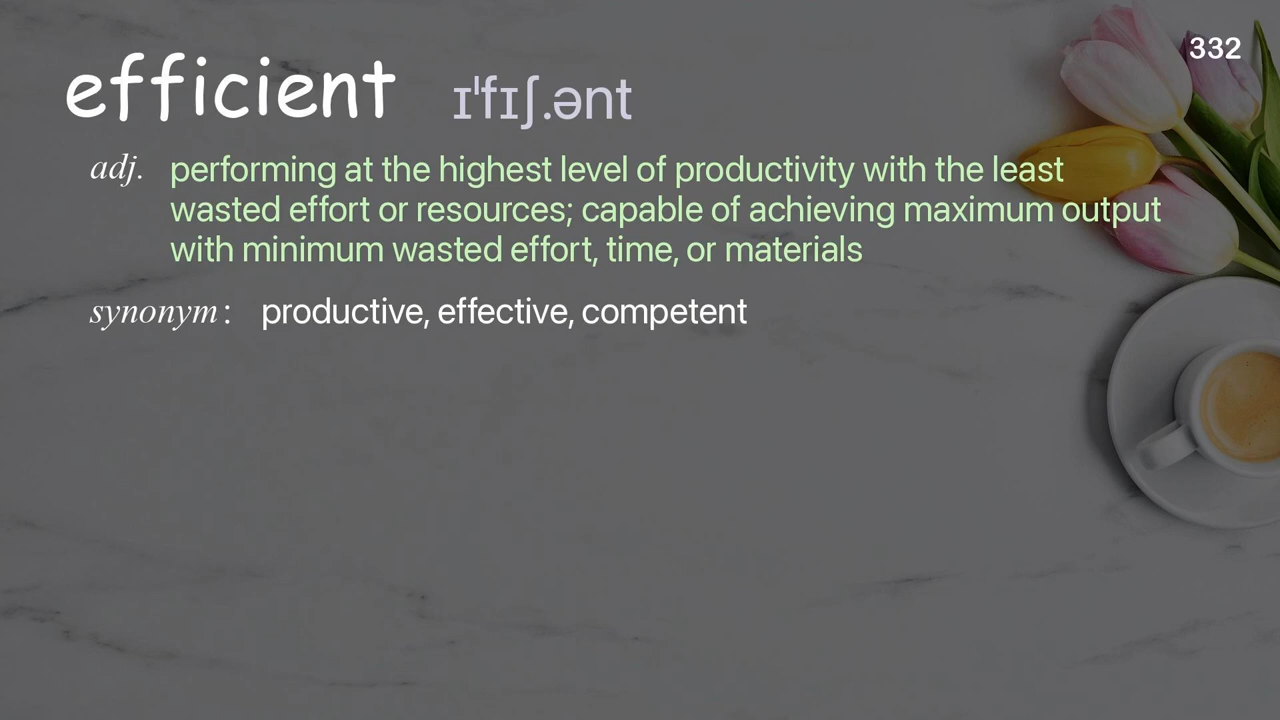 332
efficient ɪˈfɪʃ.ənt
adj. performing at the highest level of productivity with the least
wasted effort or resources; capable of achieving maximum output
with minimum wasted effort, time, or materials
synonym: productive, effective, competent